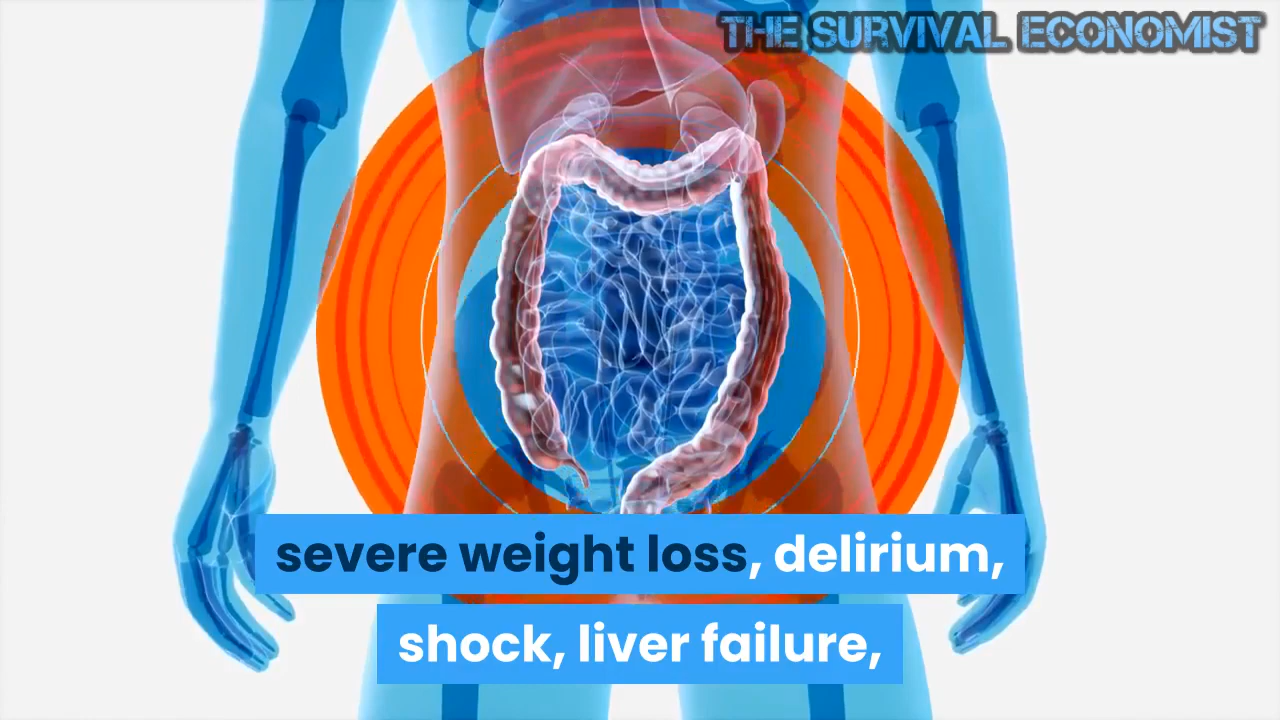 THE SURVIVAL ECONOMIST
severe weight loss, delirium,
shock, liver failure,